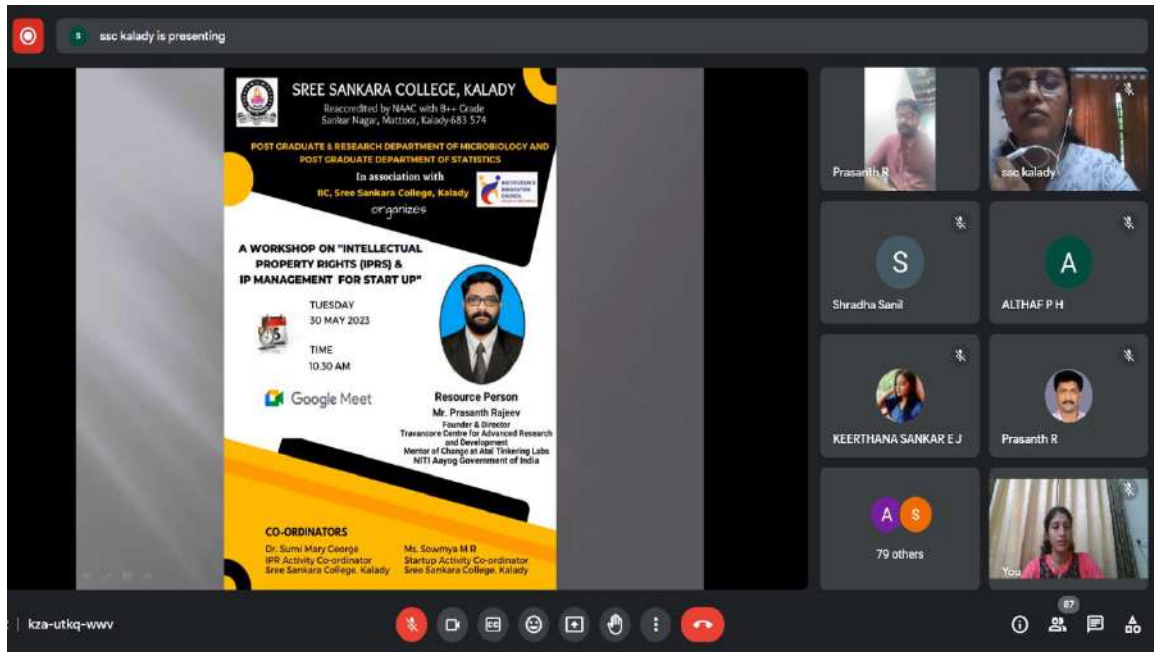 S ssc kalady is presenting
SREE SANKARA COLLEGE, KALADY
Reaccredited by NAAC with B++ Grade
Sankar Nagar, Mattoor, Kalady-683 574
POST GRADUATE & RESEARCH DEPARTMENT OF MICROBIOLOGY AND
POST GRADUATE DEPARTMENT OF STATISTICS
In association with
IIC, Sree Sankara College, Kalady
INSTITUTION'S
INNOVATION
COUNCIL
organizes
A WORKSHOP ON "INTELLECTUAL
PROPERTY RIGHTS (IPRS) &
IP MANAGEMENT FOR START UP"
TUESDAY
30 MAY 2023
TIME
10.30 AM
Google Meet
Resource Person
Mr. Prasanth Rajeev
Founder & Director
Travancore Centre for Advanced Research
and Development
Mentor of Change at Atal Tinkering Labs
NITI Aayog Government of India
CO-ORDINATORS
Dr. Sumi Mary George
IPR Activity Co-ordinator
Sree Sankara College, Kalady
Ms. Sowmya M R
Startup Activity Co-ordinator
Sree Sankara College, Kalady
Prasanth R
ssc kalady
S
Shradha Sanil
A
ALTHAF P H
KEERTHANA SANKAR E J
Prasanth R
A S
79 others
You
kza-utkq-wwv
CC
87